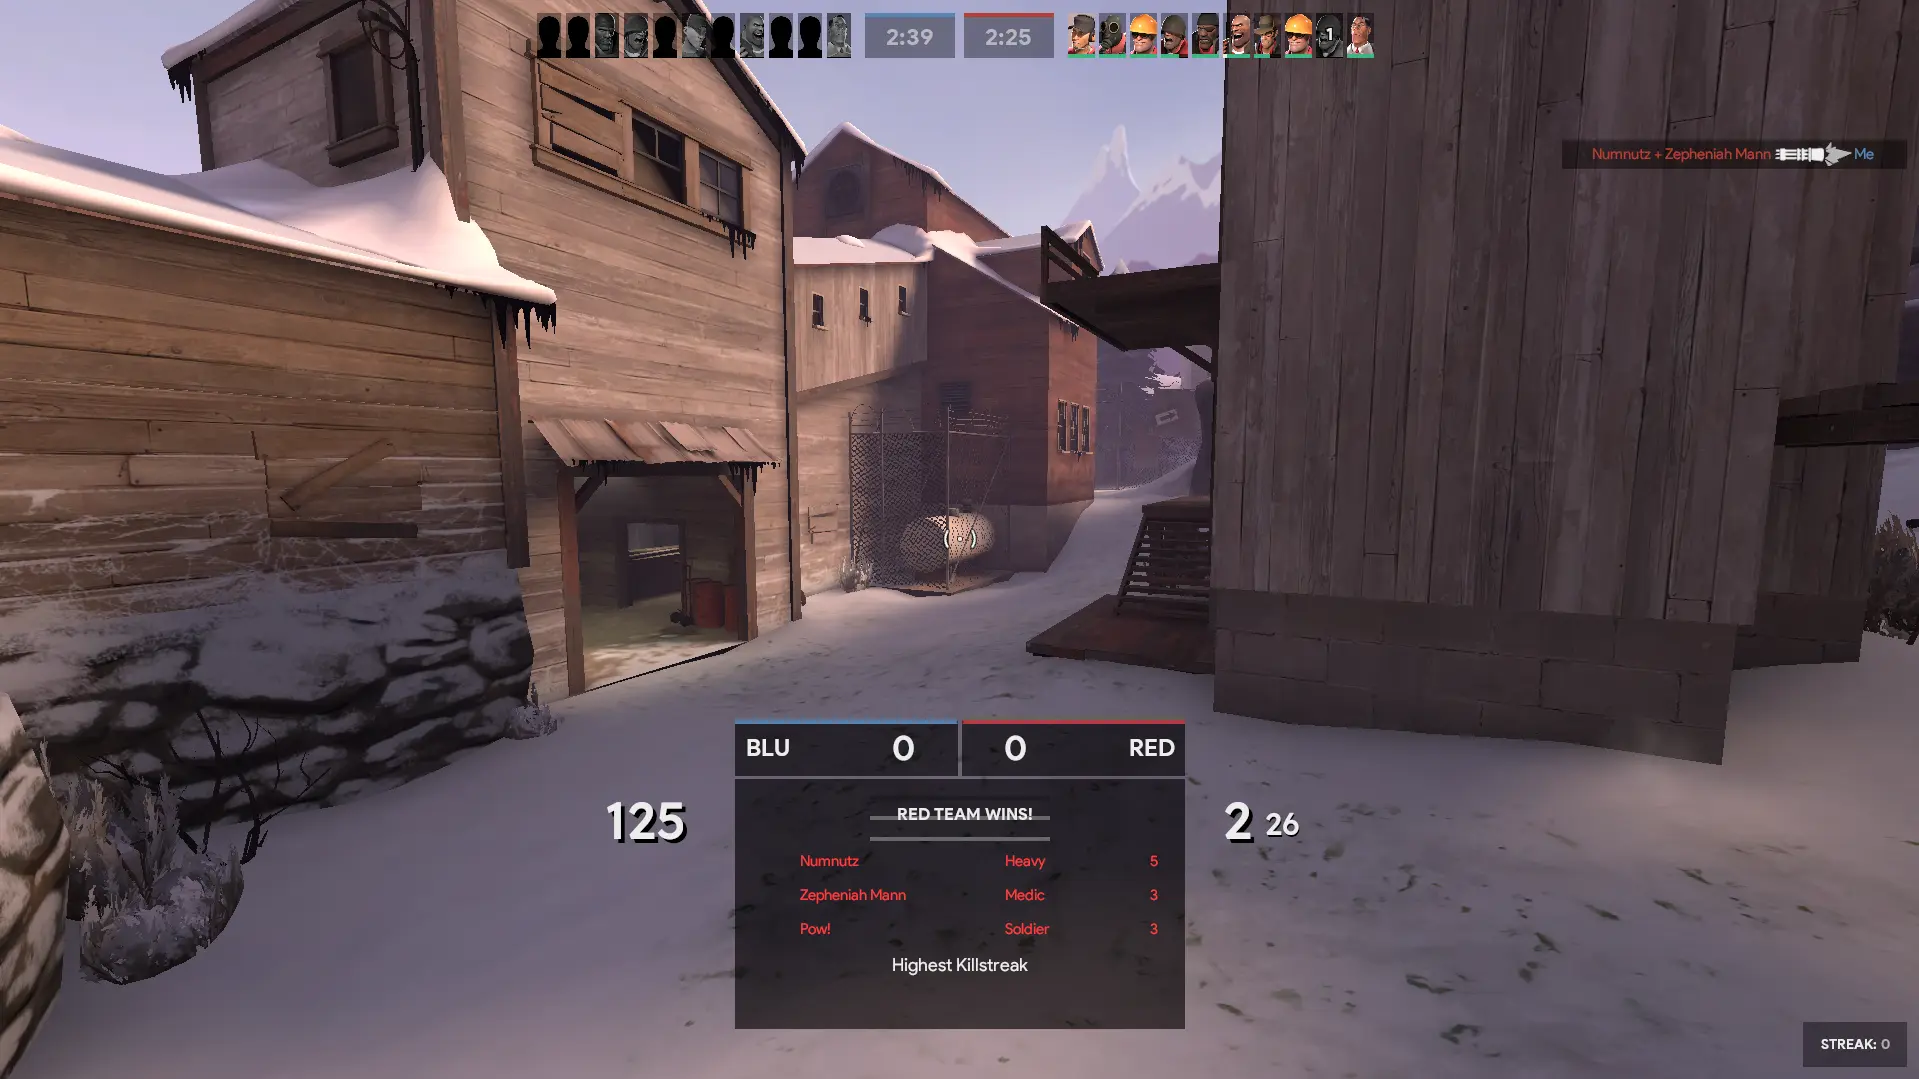 2:39 2:25
1
Numnutz + Zepheniah Mann Me
BLU 0 0 RED
125
RED TEAM WINS!
2 26
Numnutz Heavy 5
Zepheniah Mann Medic 3
Pow! Soldier 3
Highest Killstreak
STREAK: 0